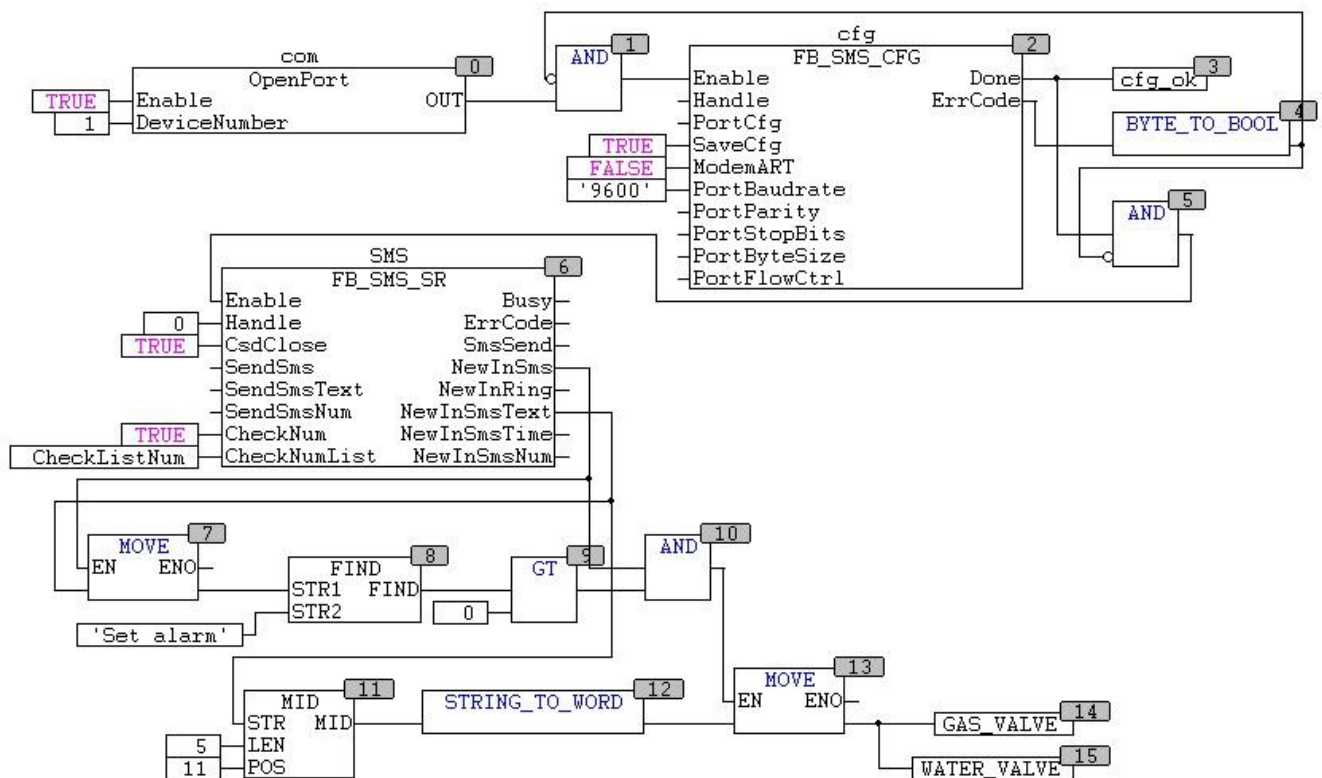 com
0
OpenPort
TRUE
Enable
OUT
1
DeviceNumber
AND
1
cfg
2
FB_SMS_CFG
Enable
Done
Handle
ErrCode
PortCfg
TRUE
SaveCfg
FALSE
ModemART
'9600'
PortBaudrate
PortParity
PortStopBits
PortByteSize
PortFlowCtrl
cfg_ok
3
BYTE_TO_BOOL
4
AND
5
SMS
6
FB_SMS_SR
Enable
Busy
0
Handle
ErrCode
TRUE
CsdClose
SmsSend
SendSms
NewInSms
SendSmsText
NewInRing
SendSmsNum
NewInSmsText
TRUE
CheckNum
NewInSmsTime
CheckListNum
CheckNumList
NewInSmsNum
MOVE
7
EN
ENO
FIND
8
STR1
FIND
STR2
'Set alarm'
GT
9
0
AND
10
MID
11
STR
MID
5
LEN
11
POS
STRING_TO_WORD
12
MOVE
13
EN
ENO
GAS_VALVE
14
WATER_VALVE
15